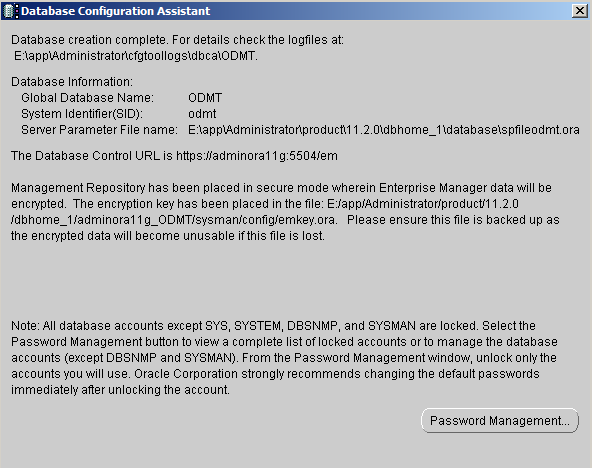 Database Configuration Assistant
Database creation complete. For details check the logfiles at:
E:\app\Administrator\cfgtoollogs\dbca\ODMT.
Database Information:
Global Database Name: ODMT
System Identifier(SID): odmt
Server Parameter File name: E:\app\Administrator\product\11.2.0\dbhome_1\database\spfileodmt.ora
The Database Control URL is https://adminora11g:5504/em
Management Repository has been placed in secure mode wherein Enterprise Manager data will be
encrypted. The encryption key has been placed in the file: E:/app/Administrator/product/11.2.0
/dbhome_1/adminora11g_ODMT/sysman/config/emkey.ora. Please ensure this file is backed up as
the encrypted data will become unusable if this file is lost.
Note: All database accounts except SYS, SYSTEM, DBSNMP, and SYSMAN are locked. Select the
Password Management button to view a complete list of locked accounts or to manage the database
accounts (except DBSNMP and SYSMAN). From the Password Management window, unlock only the
accounts you will use. Oracle Corporation strongly recommends changing the default passwords
immediately after unlocking the account.
Password Management...